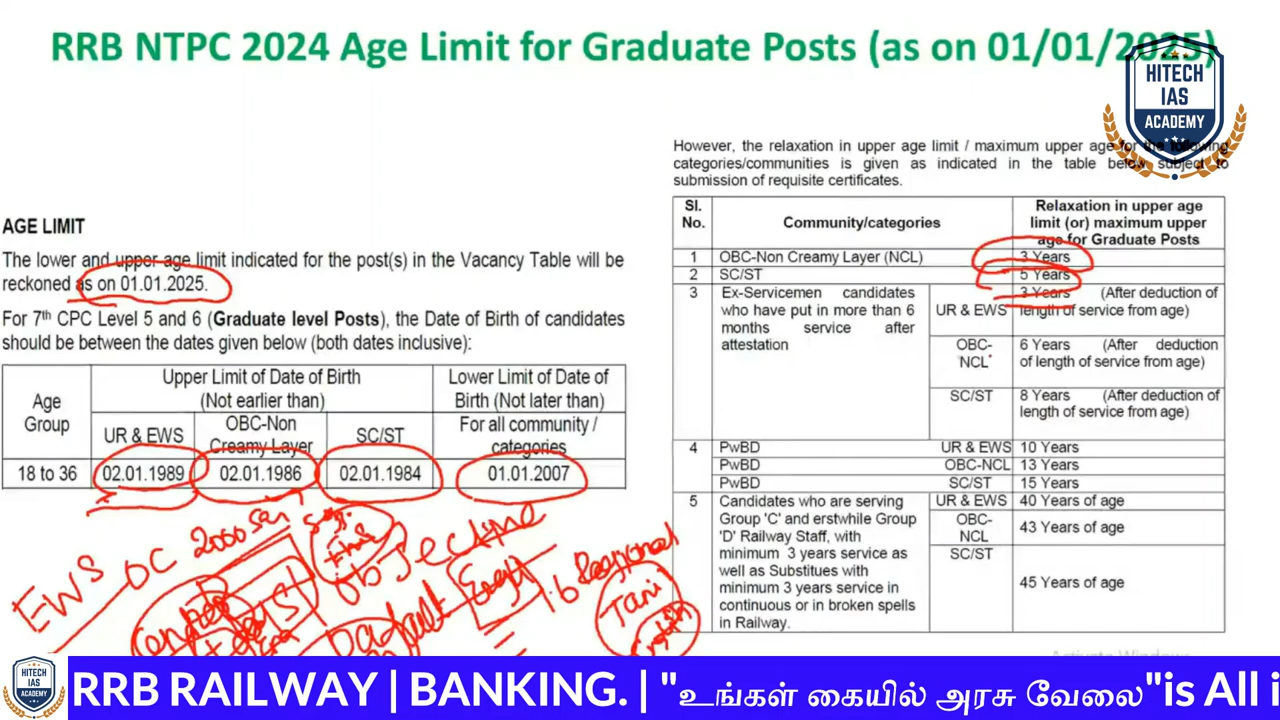 RRB NTPC 2024 Age Limit for Graduate Posts (as on 01/01/2025)
HITECH
IAS
ACADEMY
AGE LIMIT
The lower and upper age limit indicated for the post(s) in the Vacancy Table will be
reckoned as on 01.01.2025.
For 7th CPC Level 5 and 6 (Graduate level Posts), the Date of Birth of candidates
should be between the dates given below (both dates inclusive):
Age Group
Upper Limit of Date of Birth
(Not earlier than)
Lower Limit of Date of
Birth (Not later than)
UR & EWS
OBC-Non
Creamy Layer
SC/ST
For all community /
categories
18 to 36 02.01.1989 02.01.1986 02.01.1984 01.01.2007
EWS OC 2000
Objective
Default
Regional
However, the relaxation in upper age limit / maximum upper age for the following
categories/communities is given as indicated in the table below subject to
submission of requisite certificates.
Sl. No.
Community/categories
Relaxation in upper age
limit (or) maximum upper
age for Graduate Posts
1 OBC-Non Creamy Layer (NCL) 3 Years
2 SC/ST 5 Years
3 Ex-Servicemen candidates
who have put in more than 6
months service after
attestation
UR & EWS 3 Years (After deduction of
length of service from age)
OBC-
NCL
6 Years (After deduction
of length of service from age)
SC/ST 8 Years (After deduction of
length of service from age)
4 PwBD UR & EWS 10 Years
PwBD OBC-NCL 13 Years
PwBD SC/ST 15 Years
5 Candidates who are serving
Group 'C' and erstwhile Group
'D' Railway Staff, with
minimum 3 years service as
well as Substitues with
minimum 3 years service in
continuous or in broken spells
in Railway.
UR & EWS 40 Years of age
OBC-
NCL
43 Years of age
SC/ST 45 Years of age
Activate Windows
HITECH
IAS
ACADEMY
RRB RAILWAY | BANKING. | "உங்கள் கையில் அரசு வேலை"is All i